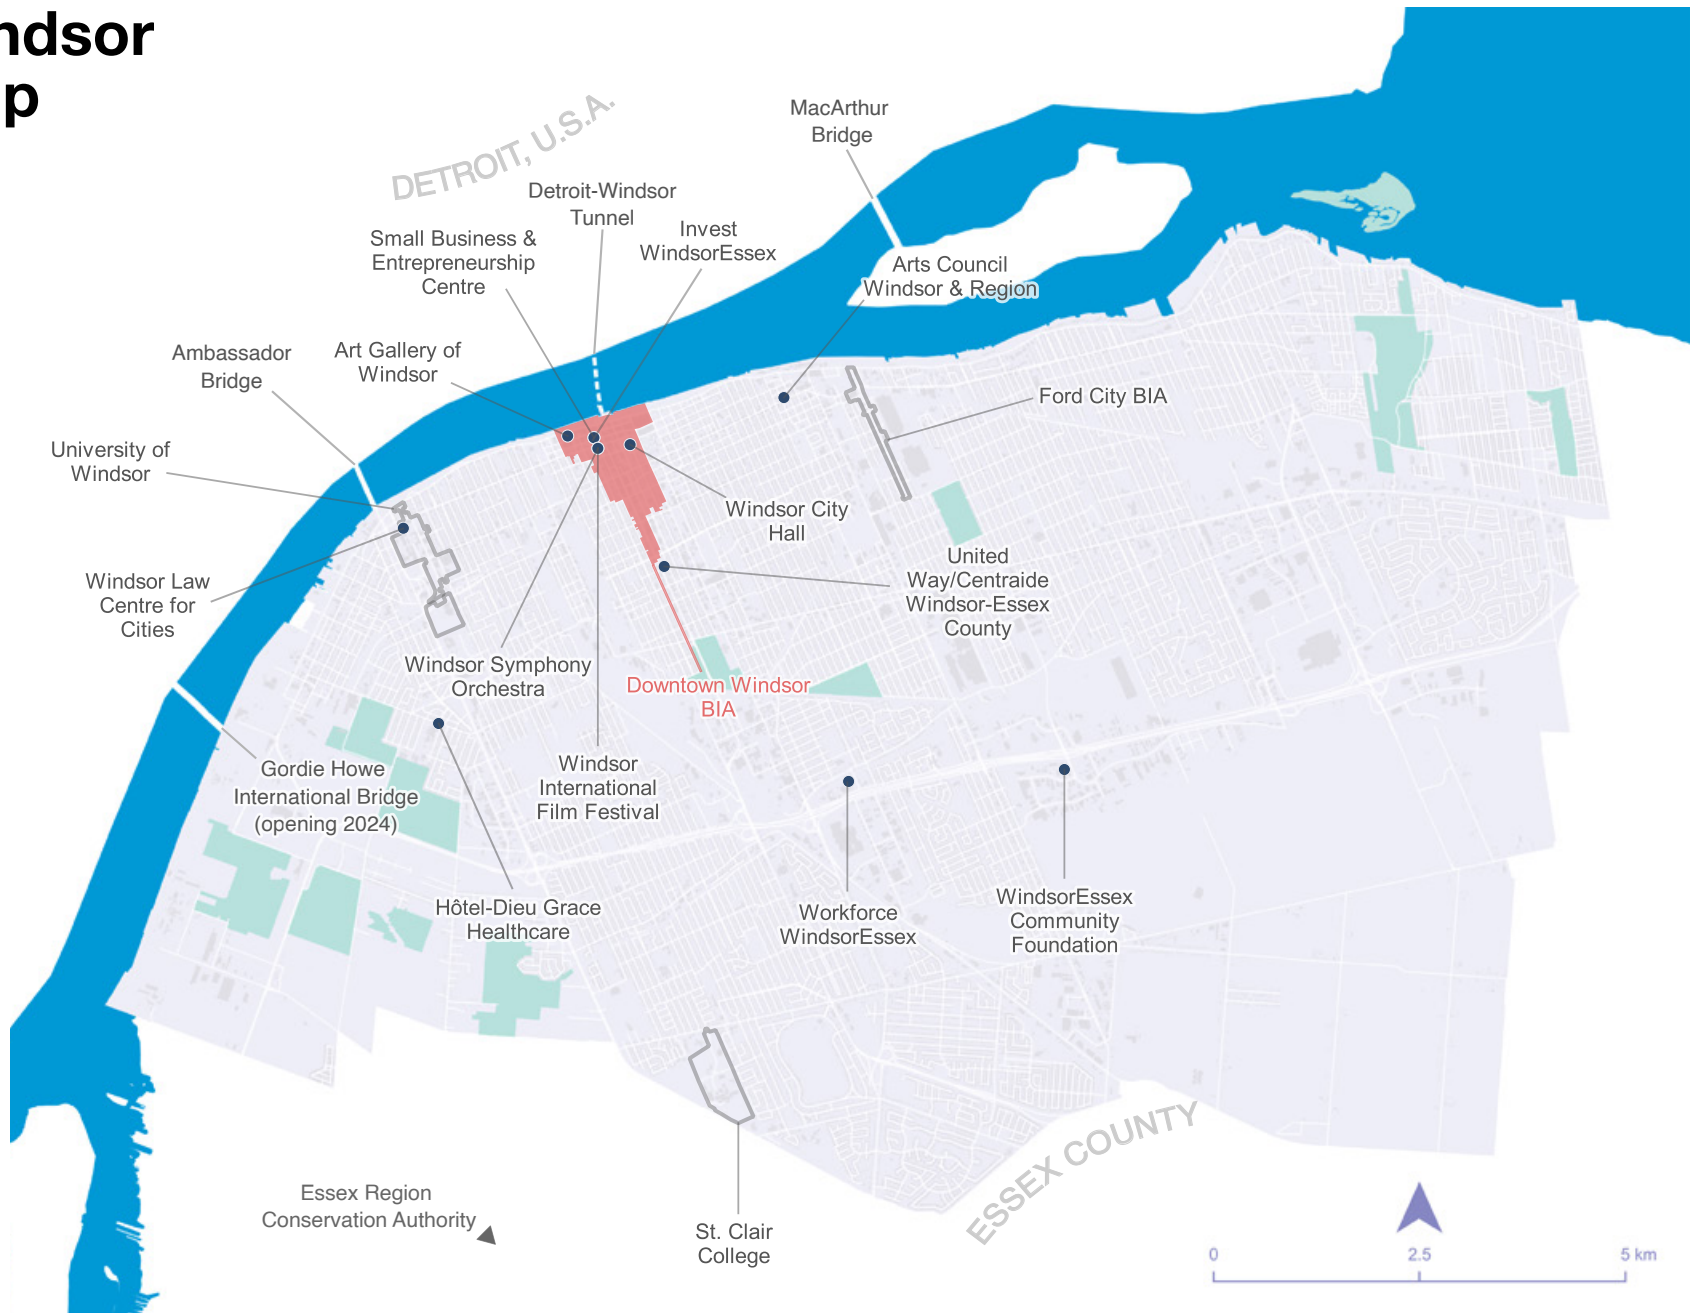 ndsor
p
MacArthur
Bridge
DETROIT, U.S.A.
Detroit-Windsor
Tunnel
Invest
WindsorEssex
Small Business &
Entrepreneurship
Centre
Arts Council
Windsor & Region
Ambassador
Bridge
Art Gallery of
Windsor
Ford City BIA
University of
Windsor
Windsor City
Hall
United
Way/Centraide
Windsor-Essex
County
Windsor Law
Centre for
Cities
Windsor Symphony
Orchestra
Downtown Windsor
BIA
Gordie Howe
International Bridge
(opening 2024)
Windsor
International
Film Festival
Hôtel-Dieu Grace
Healthcare
Workforce
WindsorEssex
WindsorEssex
Community
Foundation
ESSEX COUNTY
Essex Region
Conservation Authority
St. Clair
College
0 2.5 5 km